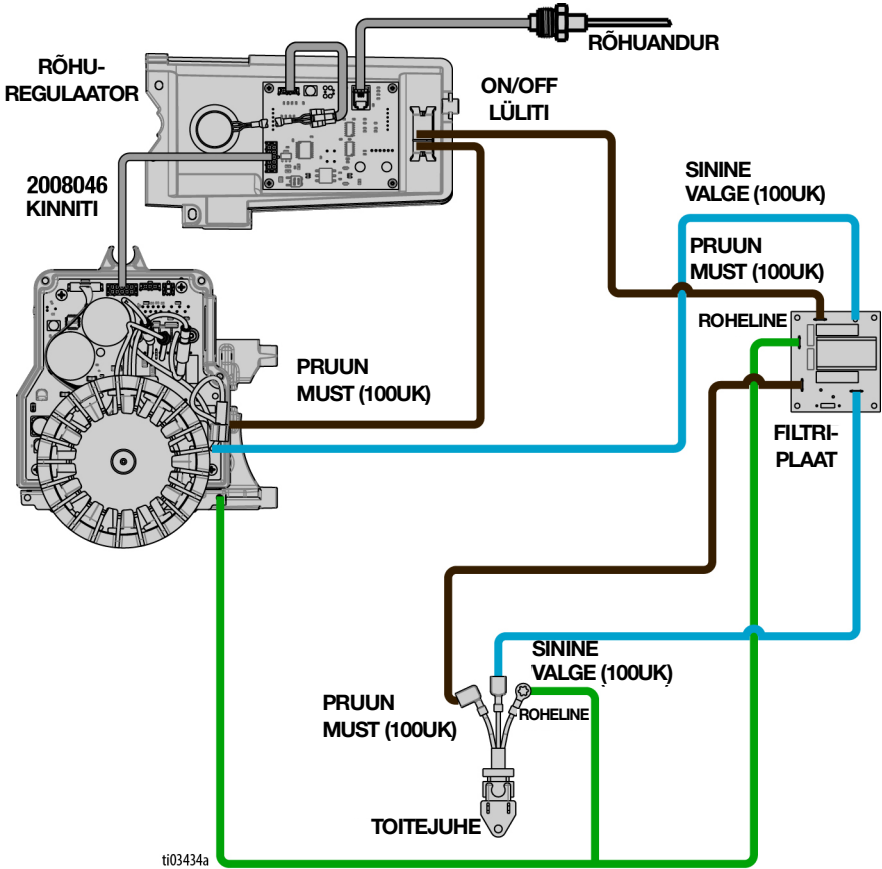 RÕHUANDUR
RÕHU-
REGULAATOR
ON/OFF
LÜLITI
2008046
KINNITI
SININE
VALGE (100UK)
PRUUN
MUST (100UK)
ROHELINE
PRUUN
MUST (100UK)
FILTRI-
PLAAT
SININE
VALGE (100UK)
PRUUN
MUST (100UK)
ROHELINE
TOITEJUHE
ti03434a